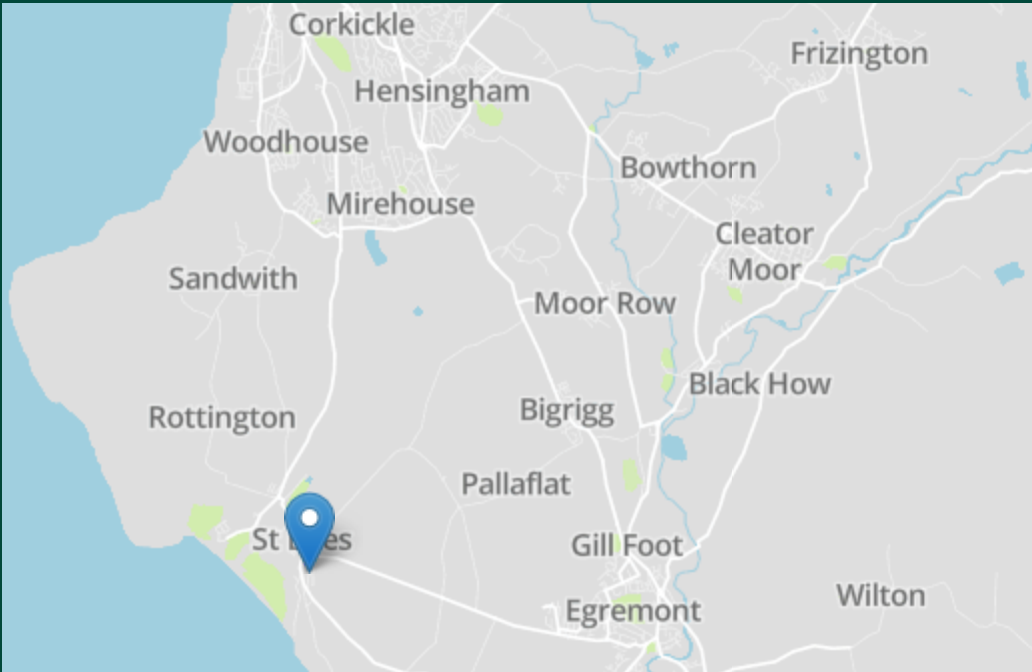 Corkickle
Frizington
Hensingham
Woodhouse
Bowthorn
Mirehouse
Cleator
Moor
Sandwith
Moor Row
Black How
Bigrigg
Rottington
Pallaflat
St
Gill Foot
Wilton
Egremont